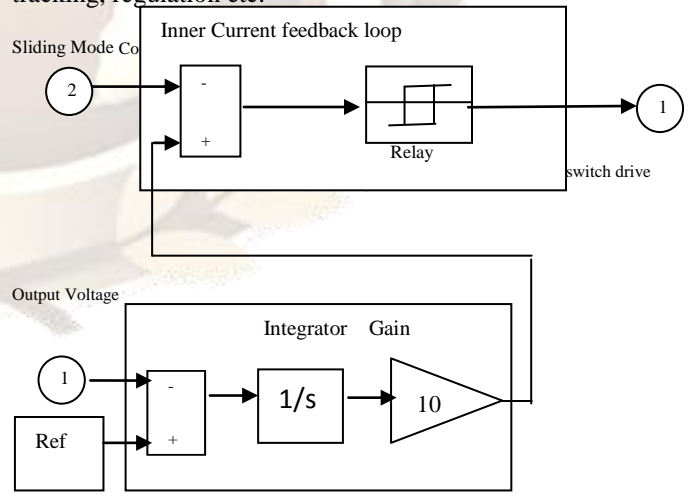 tracking, regulation etc.
Inner Current feedback loop
Sliding Mode Co
2
-
+
Relay
1
switch drive
Output Voltage
Integrator Gain
1
-
+
1/s
10
Ref